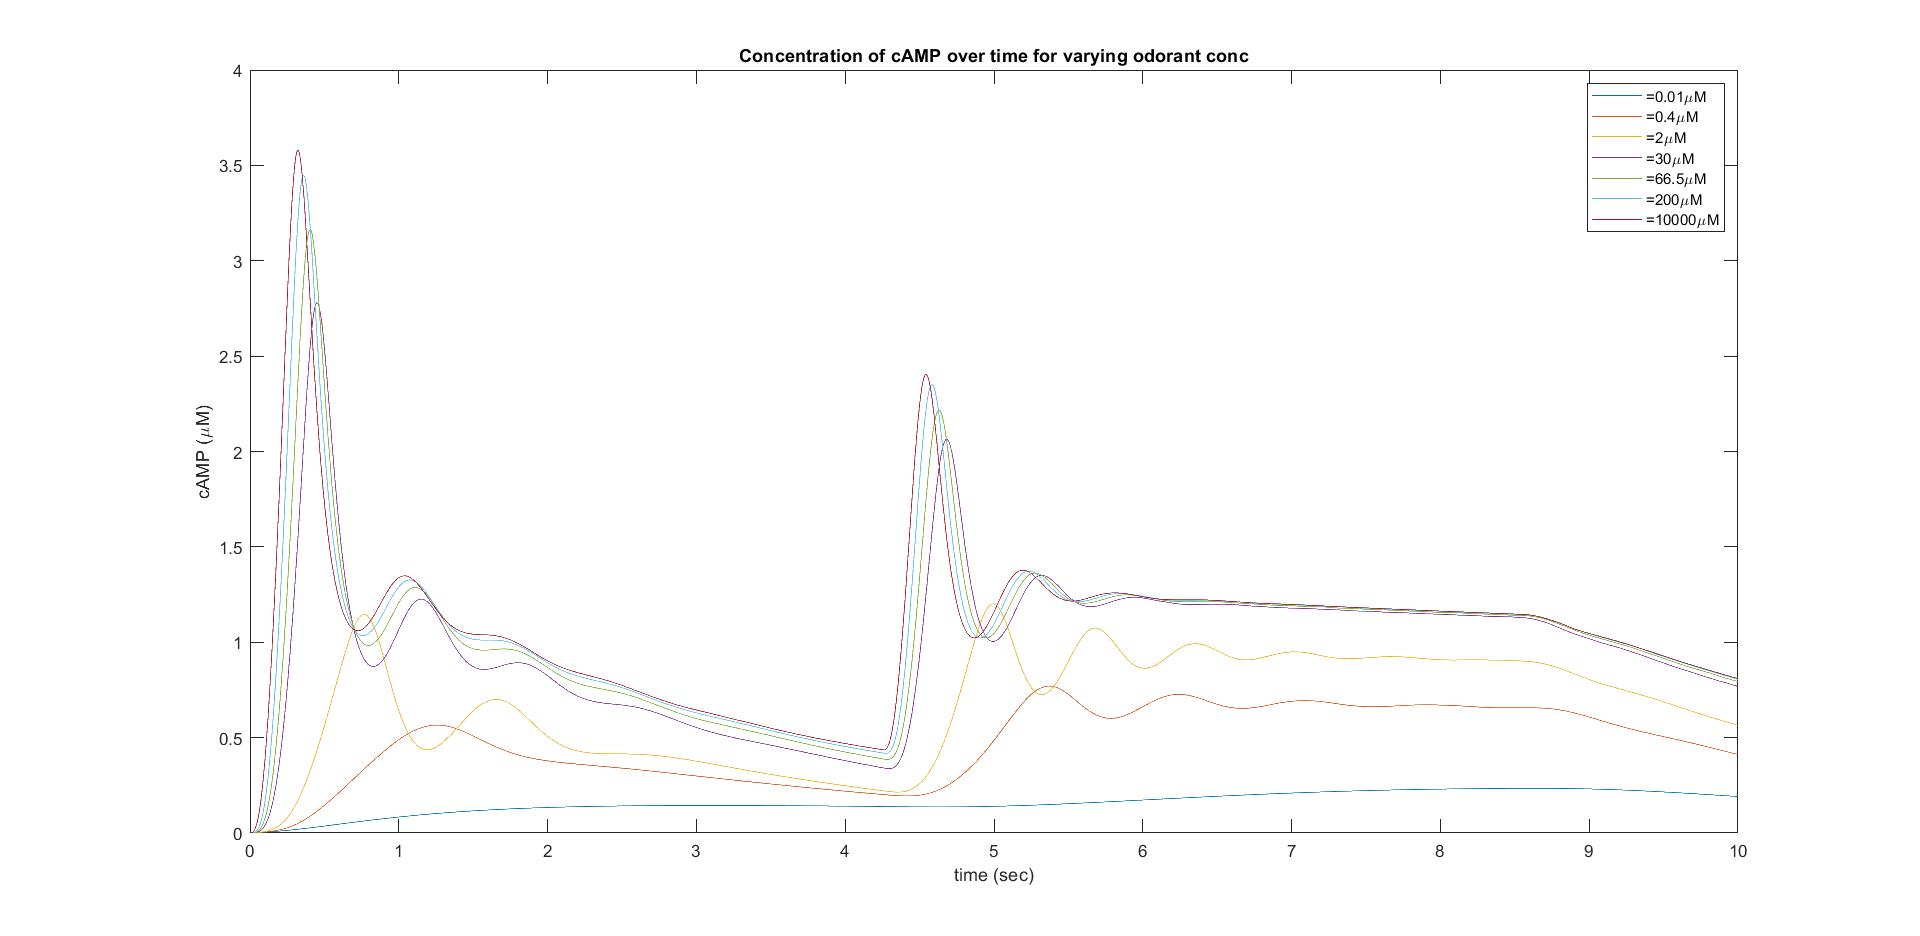 Concentration of cAMP over time for varying odorant conc
4
3.5
3
2.5
2
1.5
1
0.5
0
cAMP (μM)
=0.01μM
=0.4μM
=2μM
=30μM
=66.5μM
=200μM
=10000μM
0 1 2 3 4 5 6 7 8 9 10
time (sec)